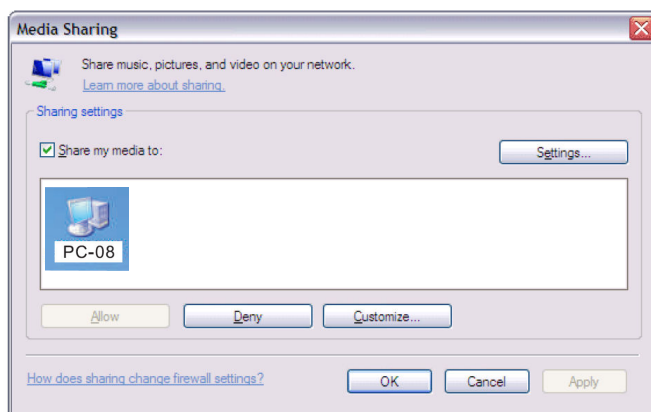 Media Sharing
Share music, pictures, and video on your network.
Learn more about sharing.
Sharing settings
Share my media to:
Settings...
PC-08
Allow
Deny
Customize...
How does sharing change firewall settings?
OK
Cancel
Apply